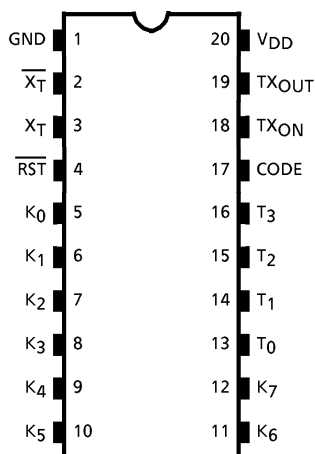 GND 1 20 VDD
X̅T̅ 2 19 TXOUT
XT 3 18 TXON
R̅S̅T̅ 4 17 CODE
K0 5 16 T3
K1 6 15 T2
K2 7 14 T1
K3 8 13 T0
K4 9 12 K7
K5 10 11 K6